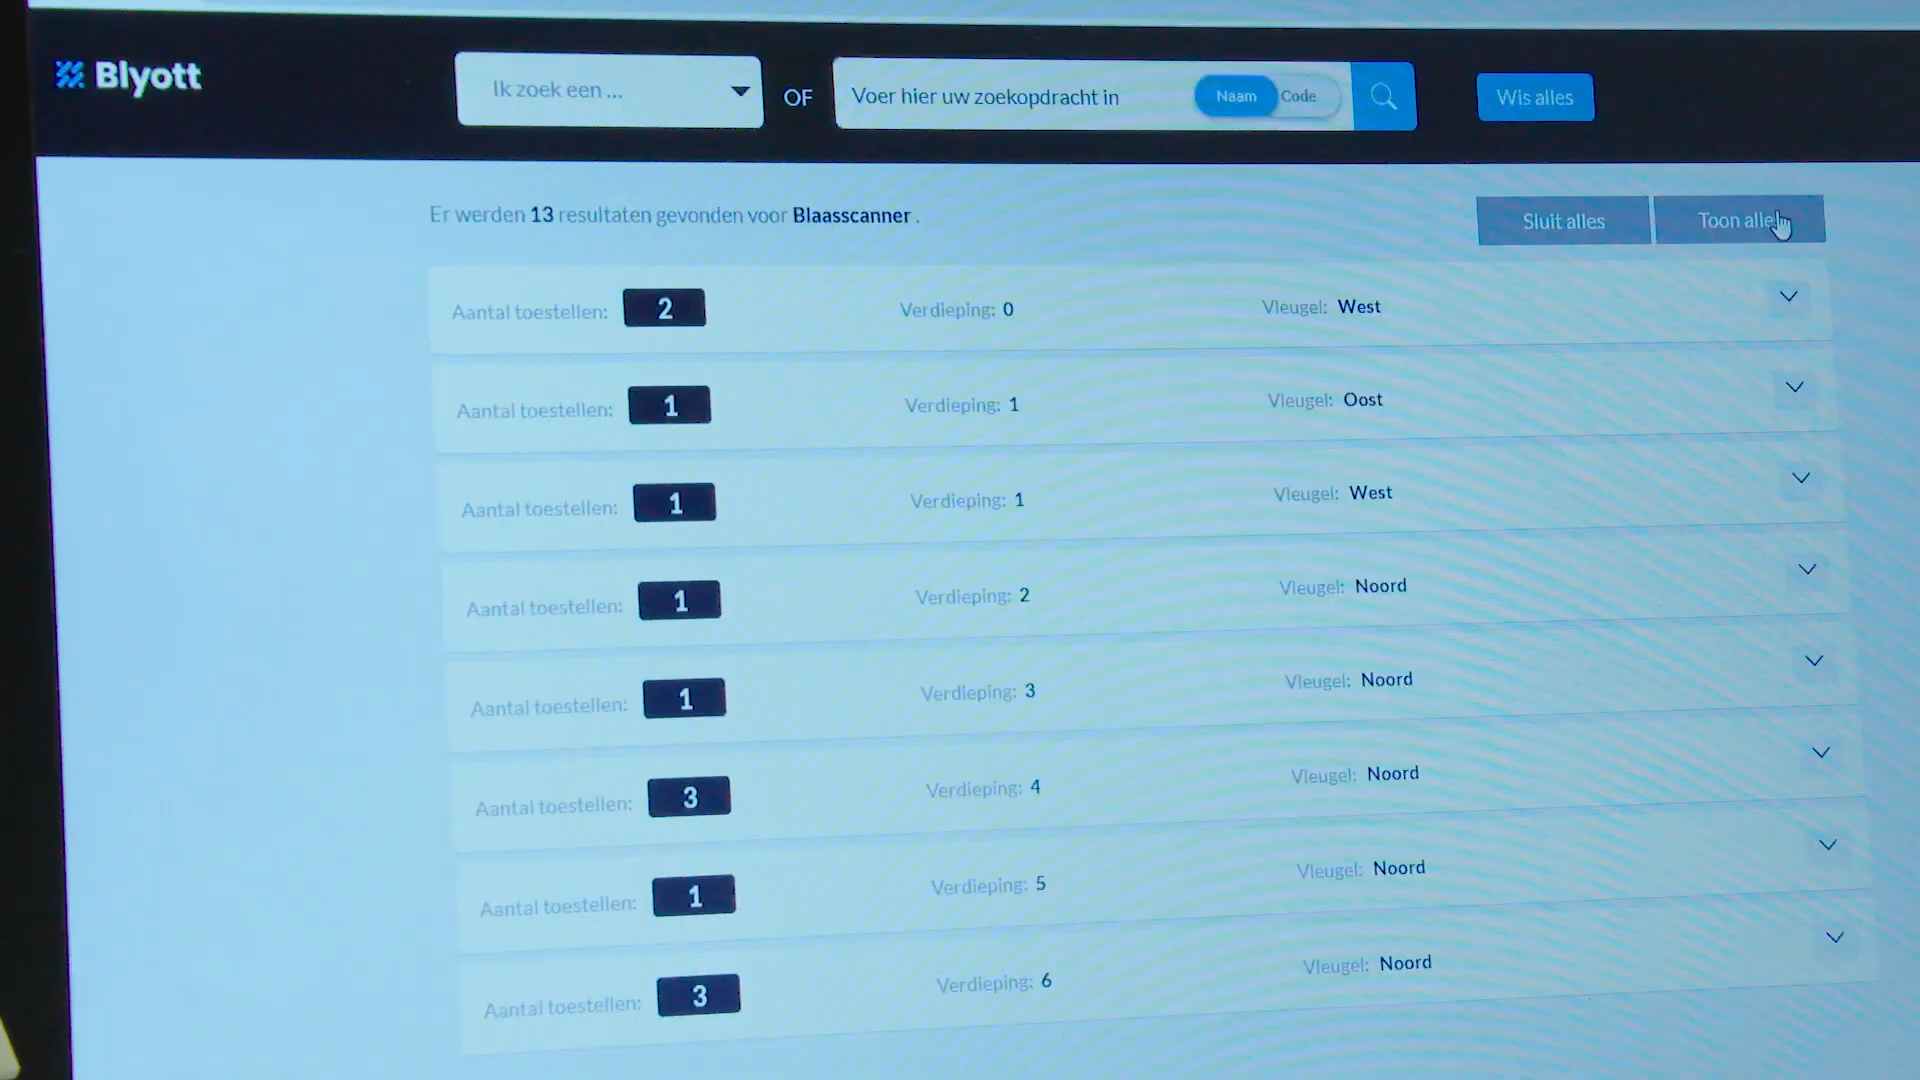 Blyott
Ik zoek een ...
OF
Voer hier uw zoekopdracht in
Naam
Code
Wis alles
Er werden 13 resultaten gevonden voor Blaasscanner .
Sluit alles
Toon alle
Aantal toestellen: 2 Verdieping: 0 Vleugel: West
Aantal toestellen: 1 Verdieping: 1 Vleugel: Oost
Aantal toestellen: 1 Verdieping: 1 Vleugel: West
Aantal toestellen: 1 Verdieping: 2 Vleugel: Noord
Aantal toestellen: 1 Verdieping: 3 Vleugel: Noord
Aantal toestellen: 3 Verdieping: 4 Vleugel: Noord
Aantal toestellen: 1 Verdieping: 5 Vleugel: Noord
Aantal toestellen: 3 Verdieping: 6 Vleugel: Noord